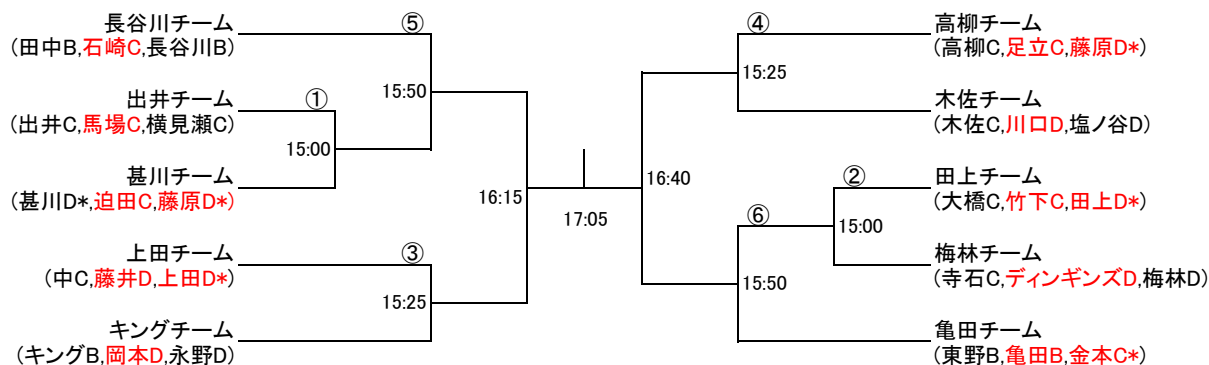 長谷川チーム
(田中B,石崎C,長谷川B)
⑤
15:50
出井チーム
(出井C,馬場C,横見瀬C)
①
15:00
甚川チーム
(甚川D*,迫田C,藤原D*)
16:15
上田チーム
(中C,藤井D,上田D*)
③
15:25
キングチーム
(キングB,岡本D,永野D)
17:05
④
高柳チーム
(高柳C,足立C,藤原D*)
15:25
木佐チーム
(木佐C,川口D,塩ノ谷D)
16:40
②
田上チーム
(大橋C,竹下C,田上D*)
15:00
⑥
梅林チーム
(寺石C,ディンギンズD,梅林D)
15:50
亀田チーム
(東野B,亀田B,金本C*)